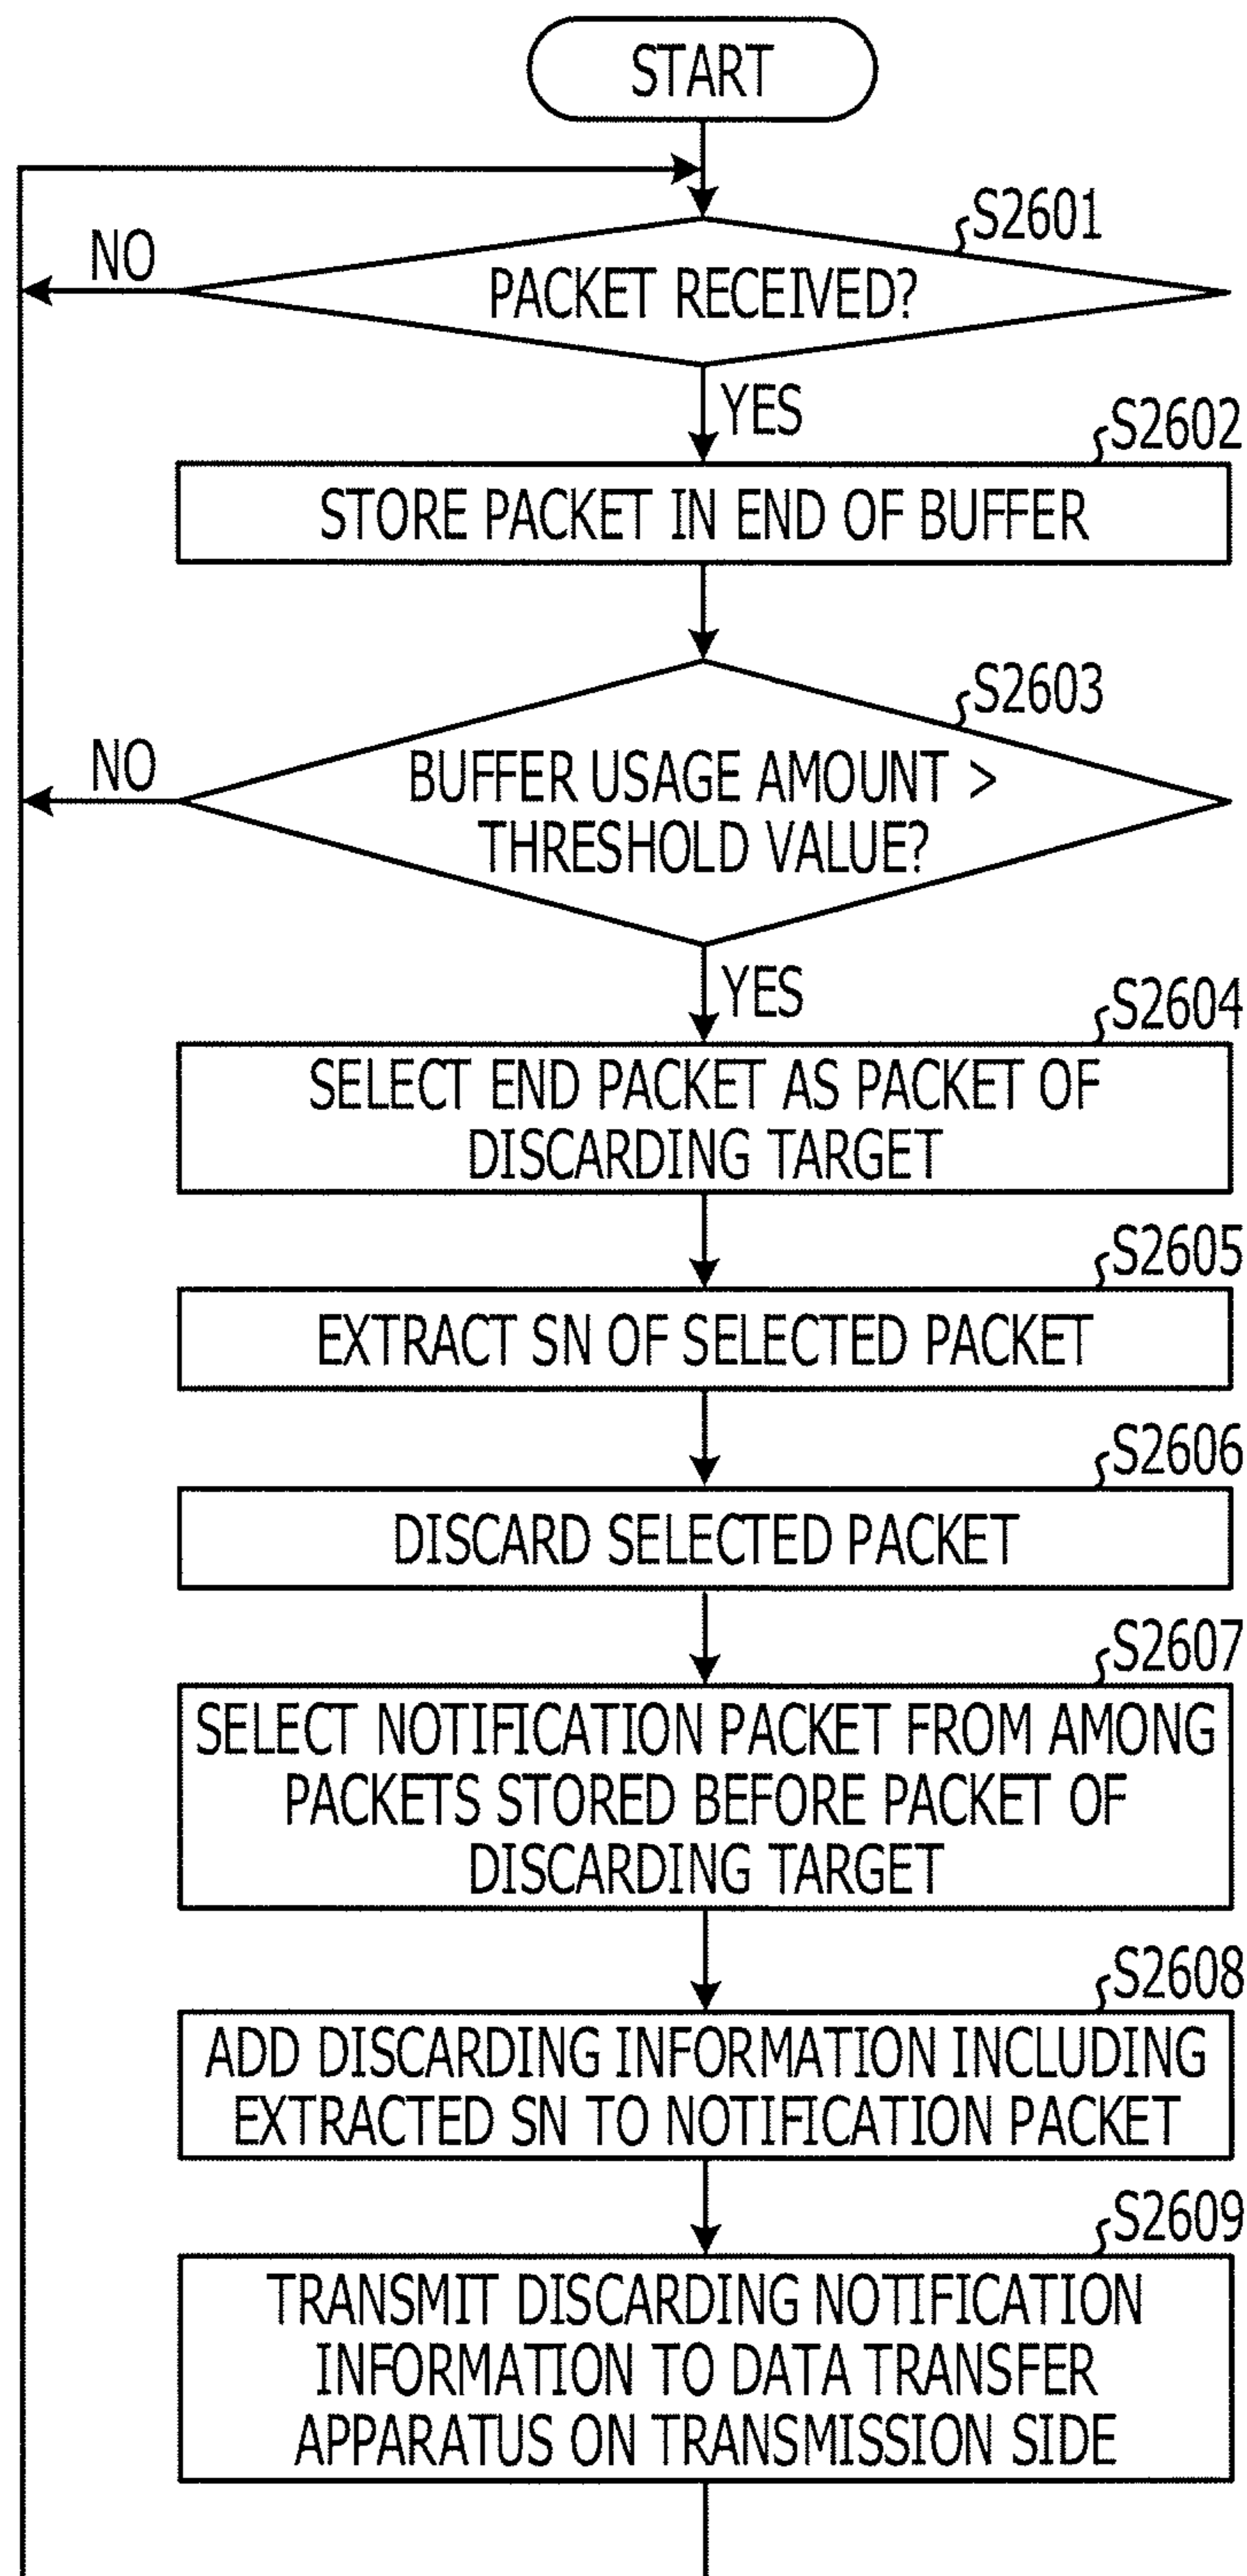 START
S2601
NO
PACKET RECEIVED?
YES
S2602
STORE PACKET IN END OF BUFFER
S2603
NO
BUFFER USAGE AMOUNT >
THRESHOLD VALUE?
YES
S2604
SELECT END PACKET AS PACKET OF
DISCARDING TARGET
S2605
EXTRACT SN OF SELECTED PACKET
S2606
DISCARD SELECTED PACKET
S2607
SELECT NOTIFICATION PACKET FROM AMONG
PACKETS STORED BEFORE PACKET OF
DISCARDING TARGET
S2608
ADD DISCARDING INFORMATION INCLUDING
EXTRACTED SN TO NOTIFICATION PACKET
S2609
TRANSMIT DISCARDING NOTIFICATION
INFORMATION TO DATA TRANSFER
APPARATUS ON TRANSMISSION SIDE